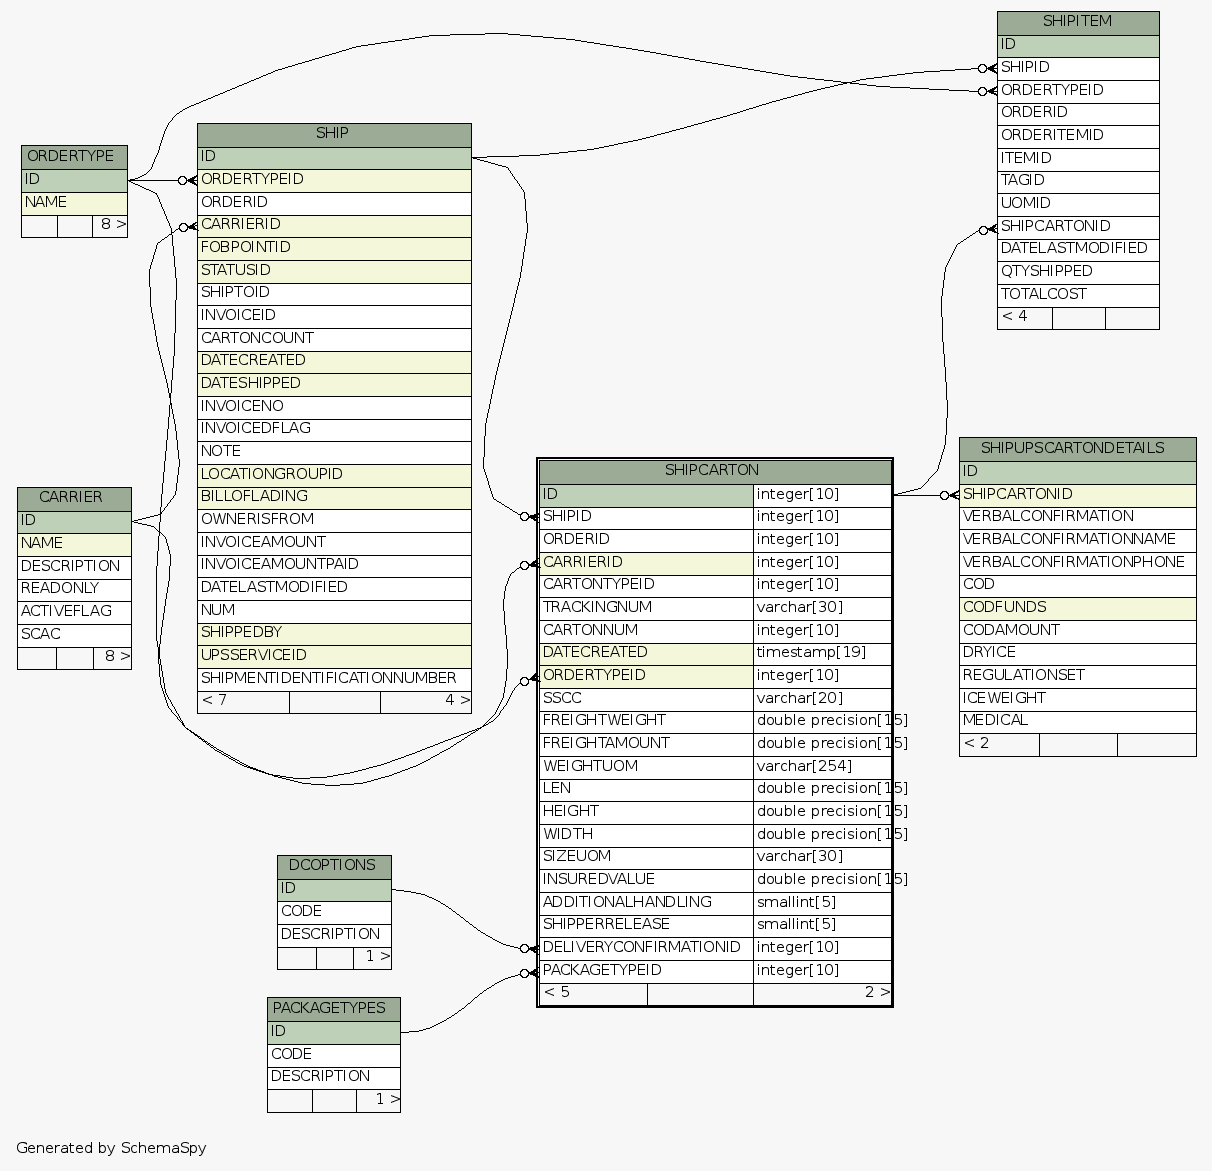 SHIPITEM
ID
SHIPID
ORDERTYPEID
ORDERID
ORDERITEMID
ITEMID
TAGID
UOMID
SHIPCARTONID
DATELASTMODIFIED
QTYSHIPPED
TOTALCOST
< 4
ORDERTYPE
ID
NAME
8 >
SHIP
ID
ORDERTYPEID
ORDERID
CARRIERID
FOBPOINTID
STATUSID
SHIPTOID
INVOICEID
CARTONCOUNT
DATECREATED
DATESHIPPED
INVOICENO
INVOICEDFLAG
NOTE
LOCATIONGROUPID
BILLOFLADING
OWNERISFROM
INVOICEAMOUNT
INVOICEAMOUNTPAID
DATELASTMODIFIED
NUM
SHIPPEDBY
UPSSERVICEID
SHIPMENTIDENTIFICATIONNUMBER
< 7 4 >
CARRIER
ID
NAME
DESCRIPTION
READONLY
ACTIVEFLAG
SCAC
8 >
SHIPCARTON
ID integer[10]
SHIPID integer[10]
ORDERID integer[10]
CARRIERID integer[10]
CARTONTYPEID integer[10]
TRACKINGNUM varchar[30]
CARTONNUM integer[10]
DATECREATED timestamp[19]
ORDERTYPEID integer[10]
SSCC varchar[20]
FREIGHTWEIGHT double precision[15]
FREIGHTAMOUNT double precision[15]
WEIGHTUOM varchar[254]
LEN double precision[15]
HEIGHT double precision[15]
WIDTH double precision[15]
SIZEUOM varchar[30]
INSUREDVALUE double precision[15]
ADDITIONALHANDLING smallint[5]
SHIPPERRELEASE smallint[5]
DELIVERYCONFIRMATIONID integer[10]
PACKAGETYPEID integer[10]
< 5 2 >
SHIPUPSCARTONDETAILS
ID
SHIPCARTONID
VERBALCONFIRMATION
VERBALCONFIRMATIONNAME
VERBALCONFIRMATIONPHONE
COD
CODFUNDS
CODAMOUNT
DRYICE
REGULATIONSET
ICEWEIGHT
MEDICAL
< 2
DCOPTIONS
ID
CODE
DESCRIPTION
1 >
PACKAGETYPES
ID
CODE
DESCRIPTION
1 >
Generated by SchemaSpy